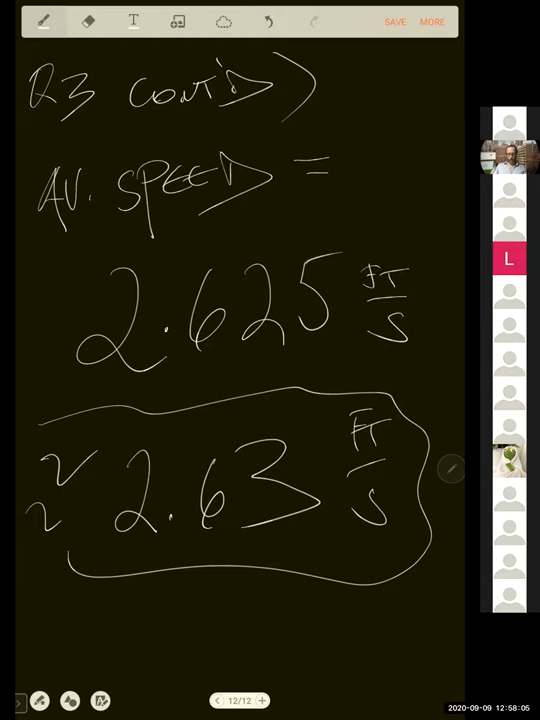 SAVE MORE
Q3 CONT'D)
AV. SPEED =
2.625 FT/S
≈ 2.63 FT/S
L
12/12
2020-09-09 12:58:05